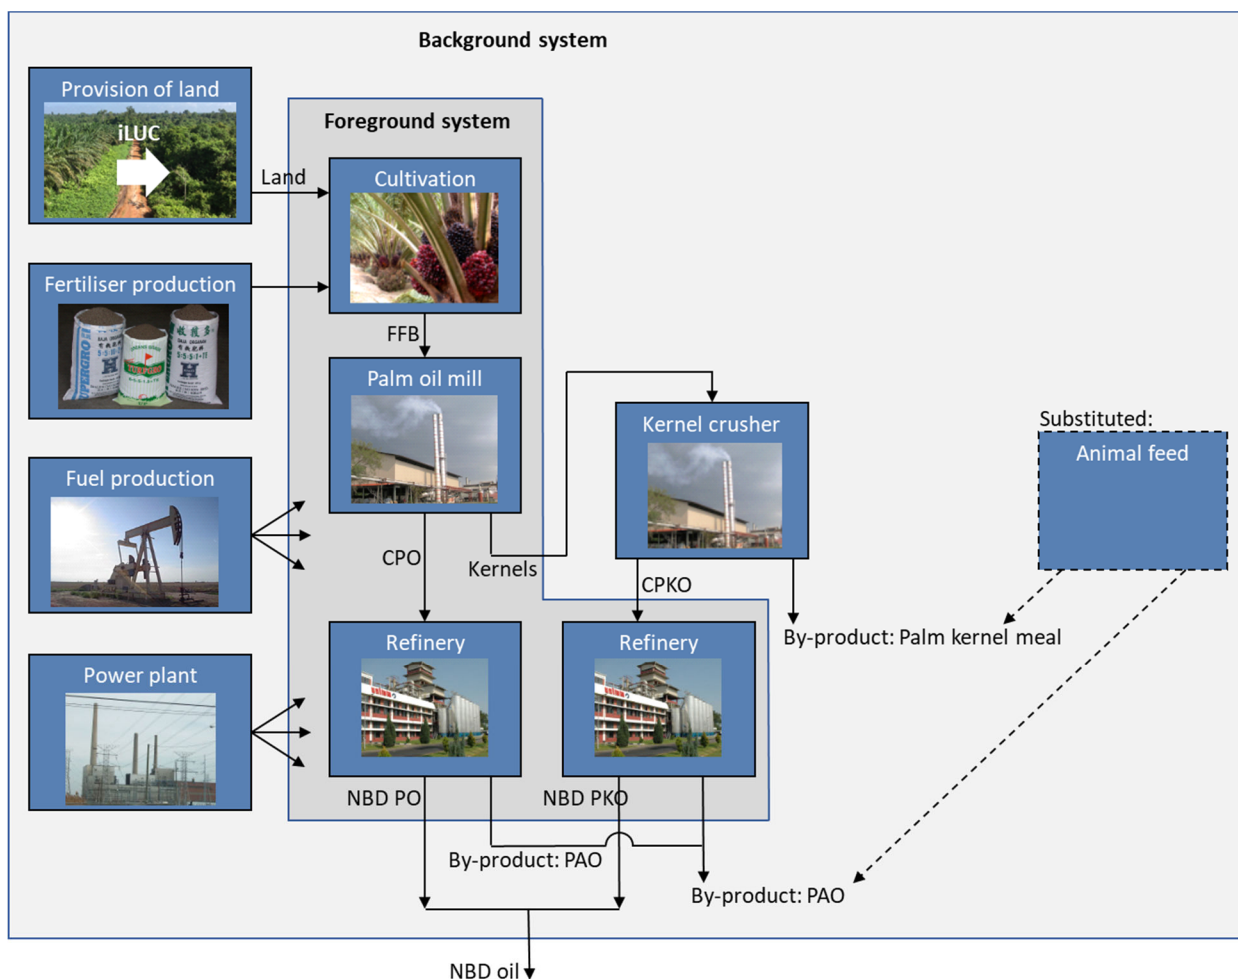 Background system
Provision of land
iLUC
Foreground system
Land
Cultivation
Fertiliser production
FFB
Palm oil mill
Kernel crusher
Substituted:
Animal feed
Fuel production
CPO
Kernels
CPKO
By-product: Palm kernel meal
Refinery
Refinery
Power plant
NBD PO
NBD PKO
By-product: PAO
By-product: PAO
NBD oil